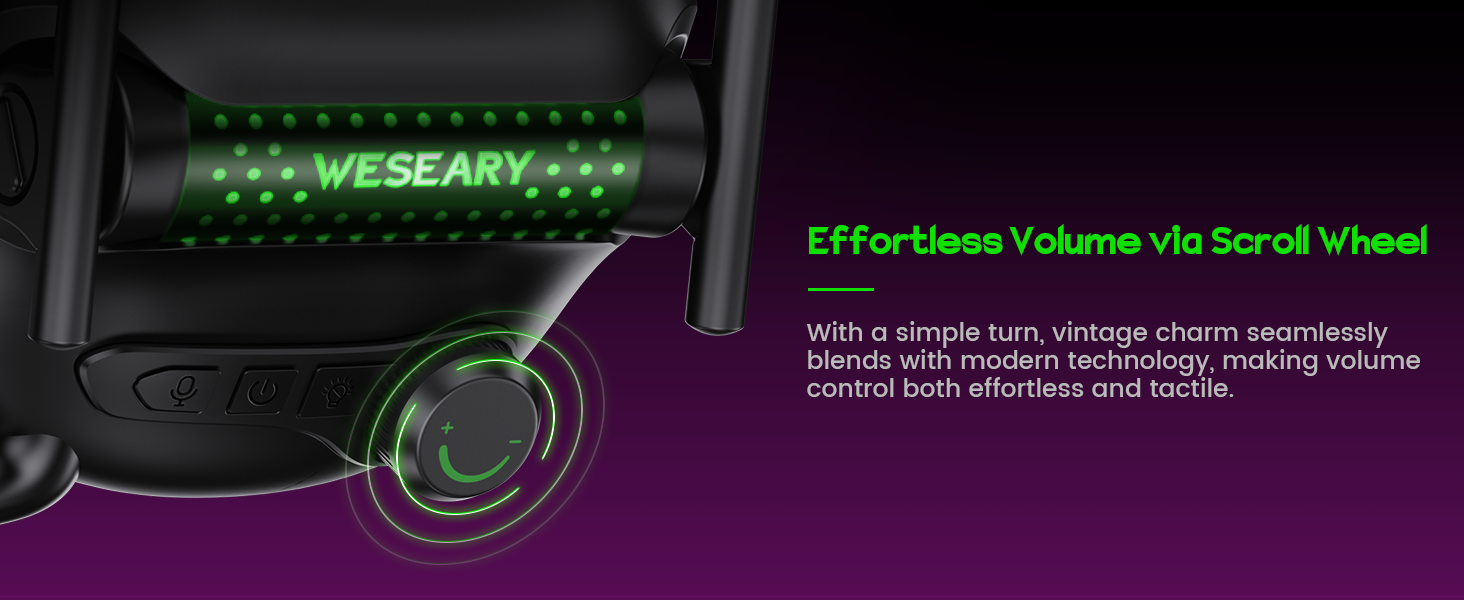 WESEARY
+
-
Effortless Volume via Scroll Wheel
With a simple turn, vintage charm seamlessly
blends with modern technology, making volume
control both effortless and tactile.